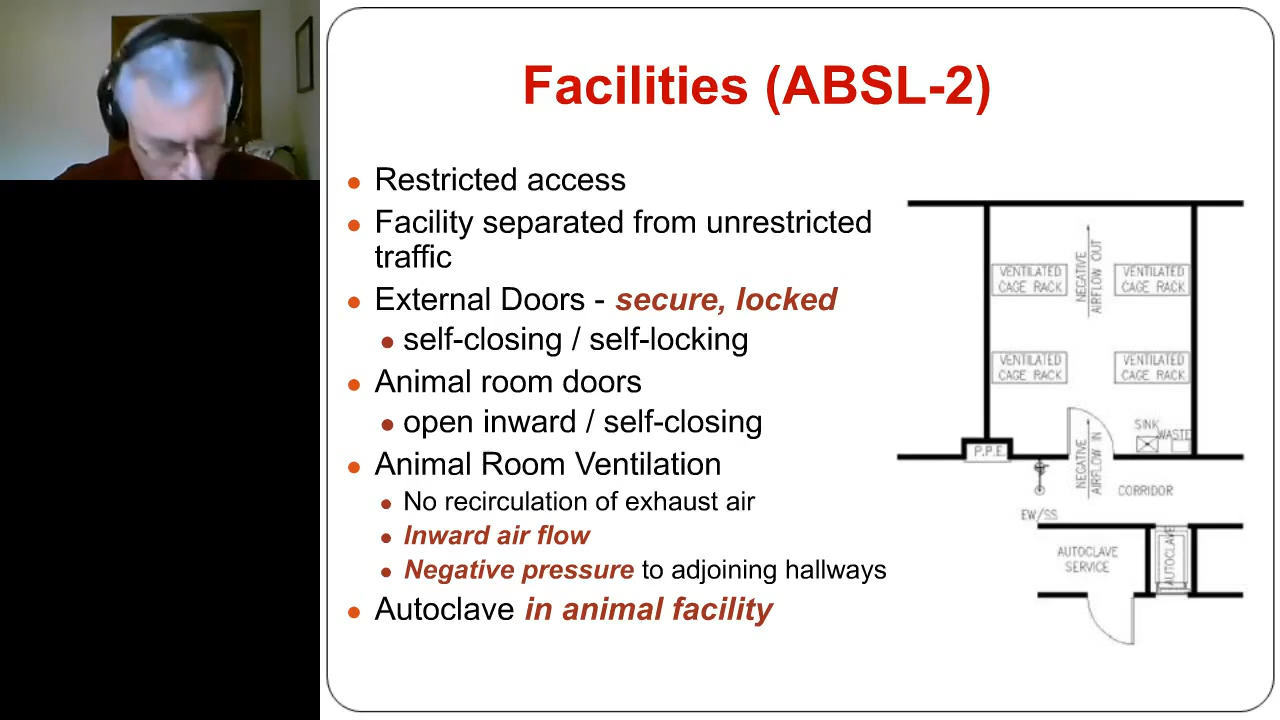 Facilities (ABSL-2)
Restricted access
Facility separated from unrestricted
traffic
External Doors - secure, locked
self-closing / self-locking
Animal room doors
open inward / self-closing
Animal Room Ventilation
No recirculation of exhaust air
Inward air flow
Negative pressure to adjoining hallways
Autoclave in animal facility
VENTILATED
CAGE RACK
NEGATIVE
AIRFLOW OUT
VENTILATED
CAGE RACK
VENTILATED
CAGE RACK
VENTILATED
CAGE RACK
SINK
WASTE
P.P.E.
NEGATIVE
AIRFLOW IN
CORRIDOR
EW/SS
AUTOCLAVE
SERVICE
AUTOCLAVE